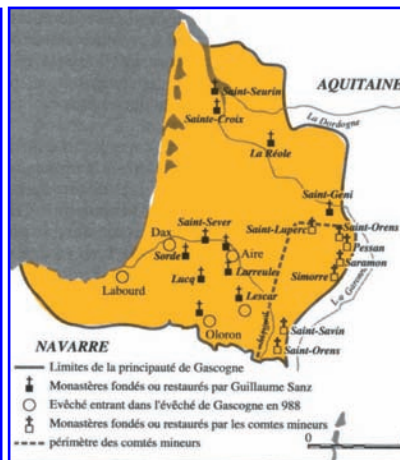 AQUITAINE
Saint-Seurin
Sainte-Croix
La Dordogne
La Réole
Saint-Geni
Saint-Sever
Saint-Luperc
Saint-Orens
Dax
Pessan
Sorde
Aire
Saramon
Larreules
Simorre
Labourd
Lucq
La Garonne
Lescar
Oloron
Saint-Savin
Saint-Orens
NAVARRE
Limites de la principauté de Gascogne
Monastères fondés ou restaurés par Guillaume Sanz
Evêché entrant dans l'évêché de Gascogne en 988
Monastères fondés ou restaurés par les comtes mineurs
périmètre des comtés mineurs
0